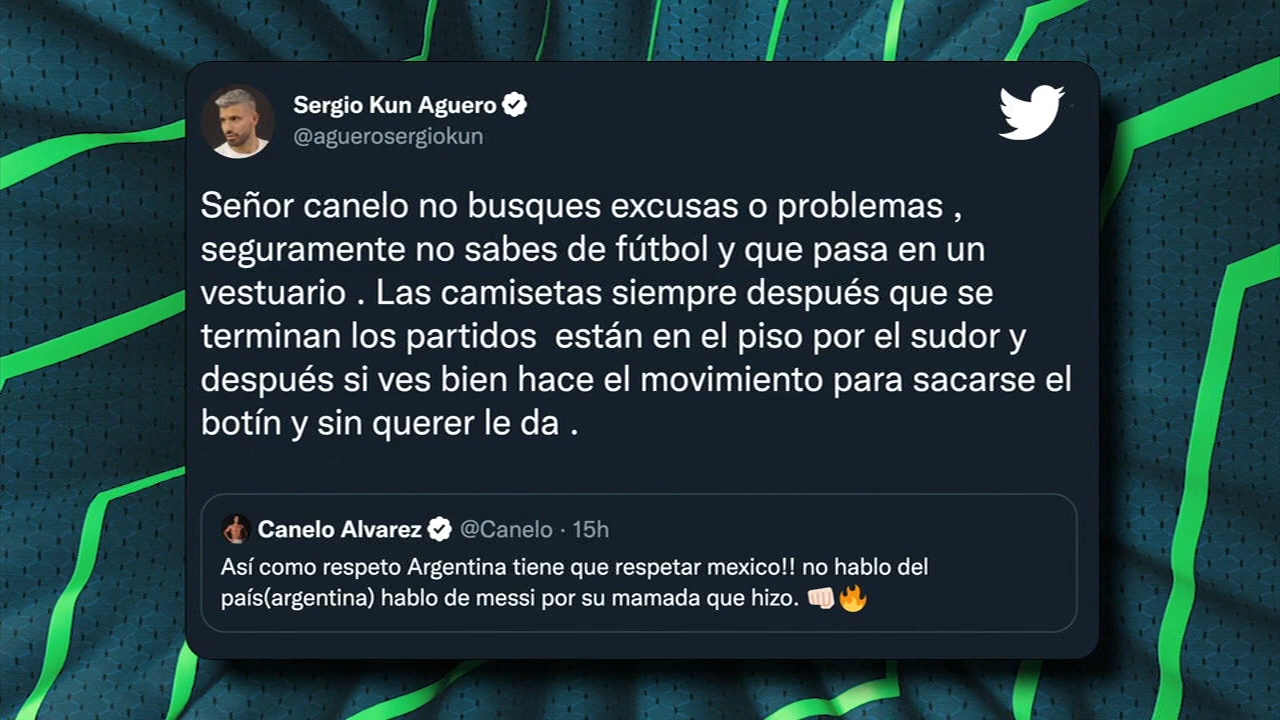 Sergio Kun Aguero
@aguerosergiokun
Señor canelo no busques excusas o problemas ,
seguramente no sabes de fútbol y que pasa en un
vestuario . Las camisetas siempre después que se
terminan los partidos  están en el piso por el sudor y
después si ves bien hace el movimiento para sacarse el
botín y sin querer le da .
Canelo Alvarez @Canelo · 15h
Así como respeto Argentina tiene que respetar mexico!! no hablo del
país(argentina) hablo de messi por su mamada que hizo. 👊🏻🔥